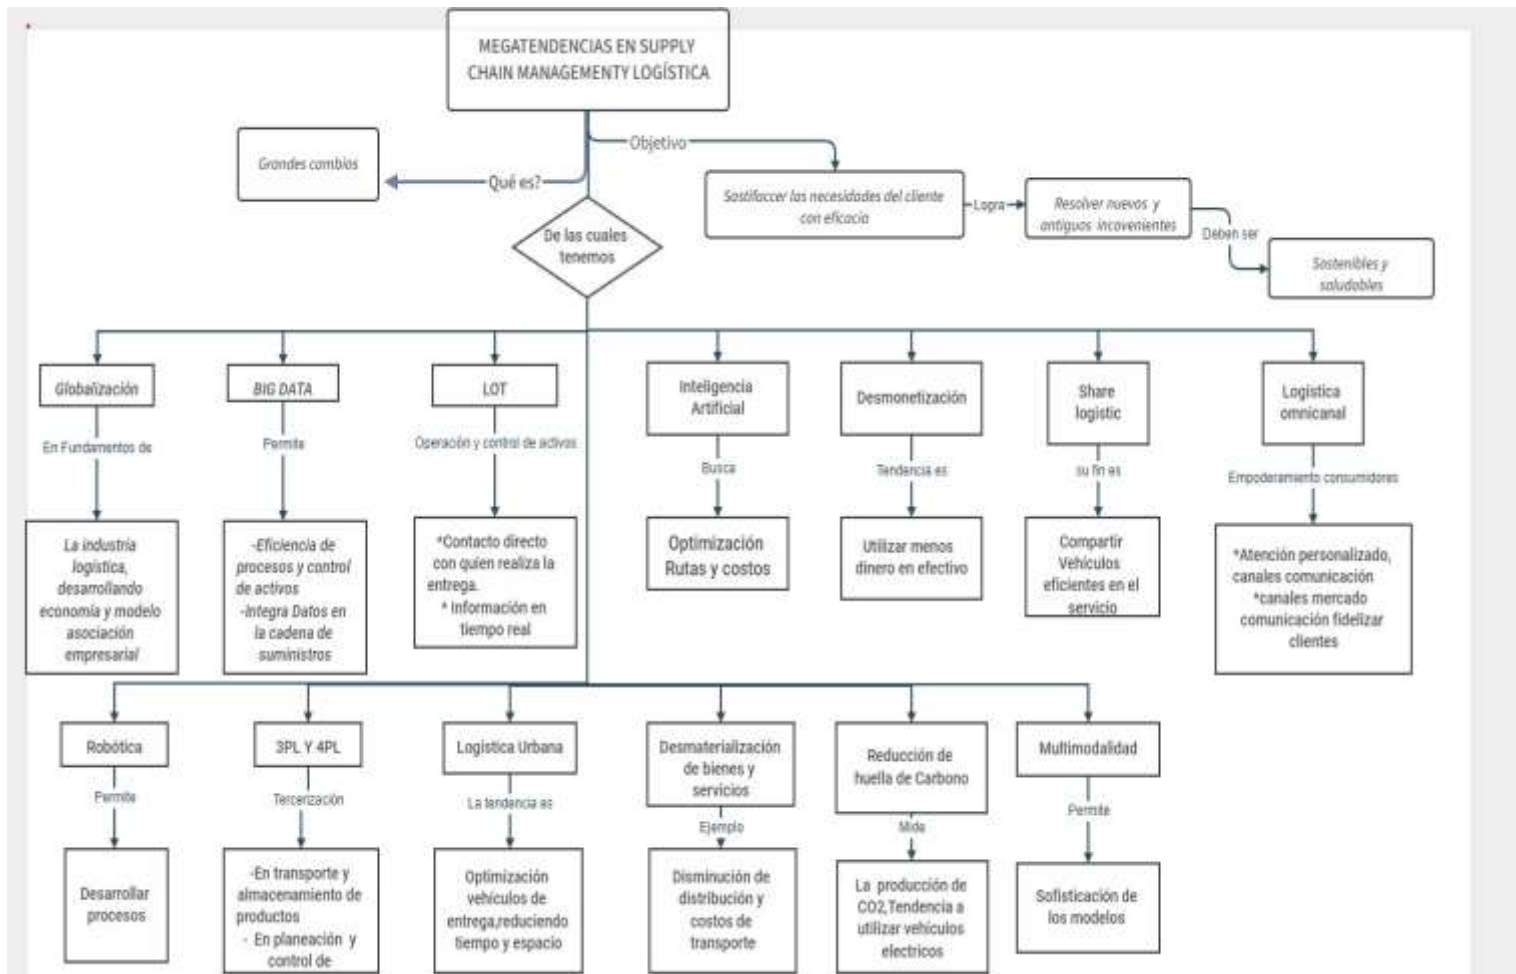 MEGATENDENCIAS EN SUPPLY
CHAIN MANAGEMENTY LOGÍSTICA
Objetivo
Grandes cambios
Qué es?
Sastifaccer las necesidades del cliente
con eficacia
Logra
Resolver nuevos y
antiguos incovenientes
Deben ser
Sostenibles y
saludables
De las cuales
tenemos
Globalización
BIG DATA
LOT
Inteligencia
Artificial
Desmonetización
Share
logistic
Logística
omnicanal
En Fundamentos de
Permite
Operación y control de activos
Busca
Tendencia es
su fin es
Empoderamiento consumidores
La industria
logística,
desarrollando
economía y modelo
asociación
empresarial
-Eficiencia de
procesos y control
de activos
-Integra Datos en
la cadena de
suministros
*Contacto directo
con quien realiza la
entrega.
* Información en
tiempo real
Optimización
Rutas y costos
Utilizar menos
dinero en efectivo
Compartir
Vehículos
eficientes en el
servicio
*Atención personalizado,
canales comunicación
*canales mercado
comunicación fidelizar
clientes
Robótica
3PL Y 4PL
Logística Urbana
Desmaterialización
de bienes y
servicios
Reducción de
huella de Carbono
Multimodalidad
Permite
Tercerización
La tendencia es
Ejemplo
Mide
Permite
Desarrollar
procesos
-En transporte y
almacenamiento de
productos
- En planeación y
control de
Optimización
vehículos de
entrega,reduciendo
tiempo y espacio
Disminución de
distribución y
costos de
transporte
La producción de
CO2,Tendencia a
utilizar vehículos
electricos
Sofisticación de
los modelos